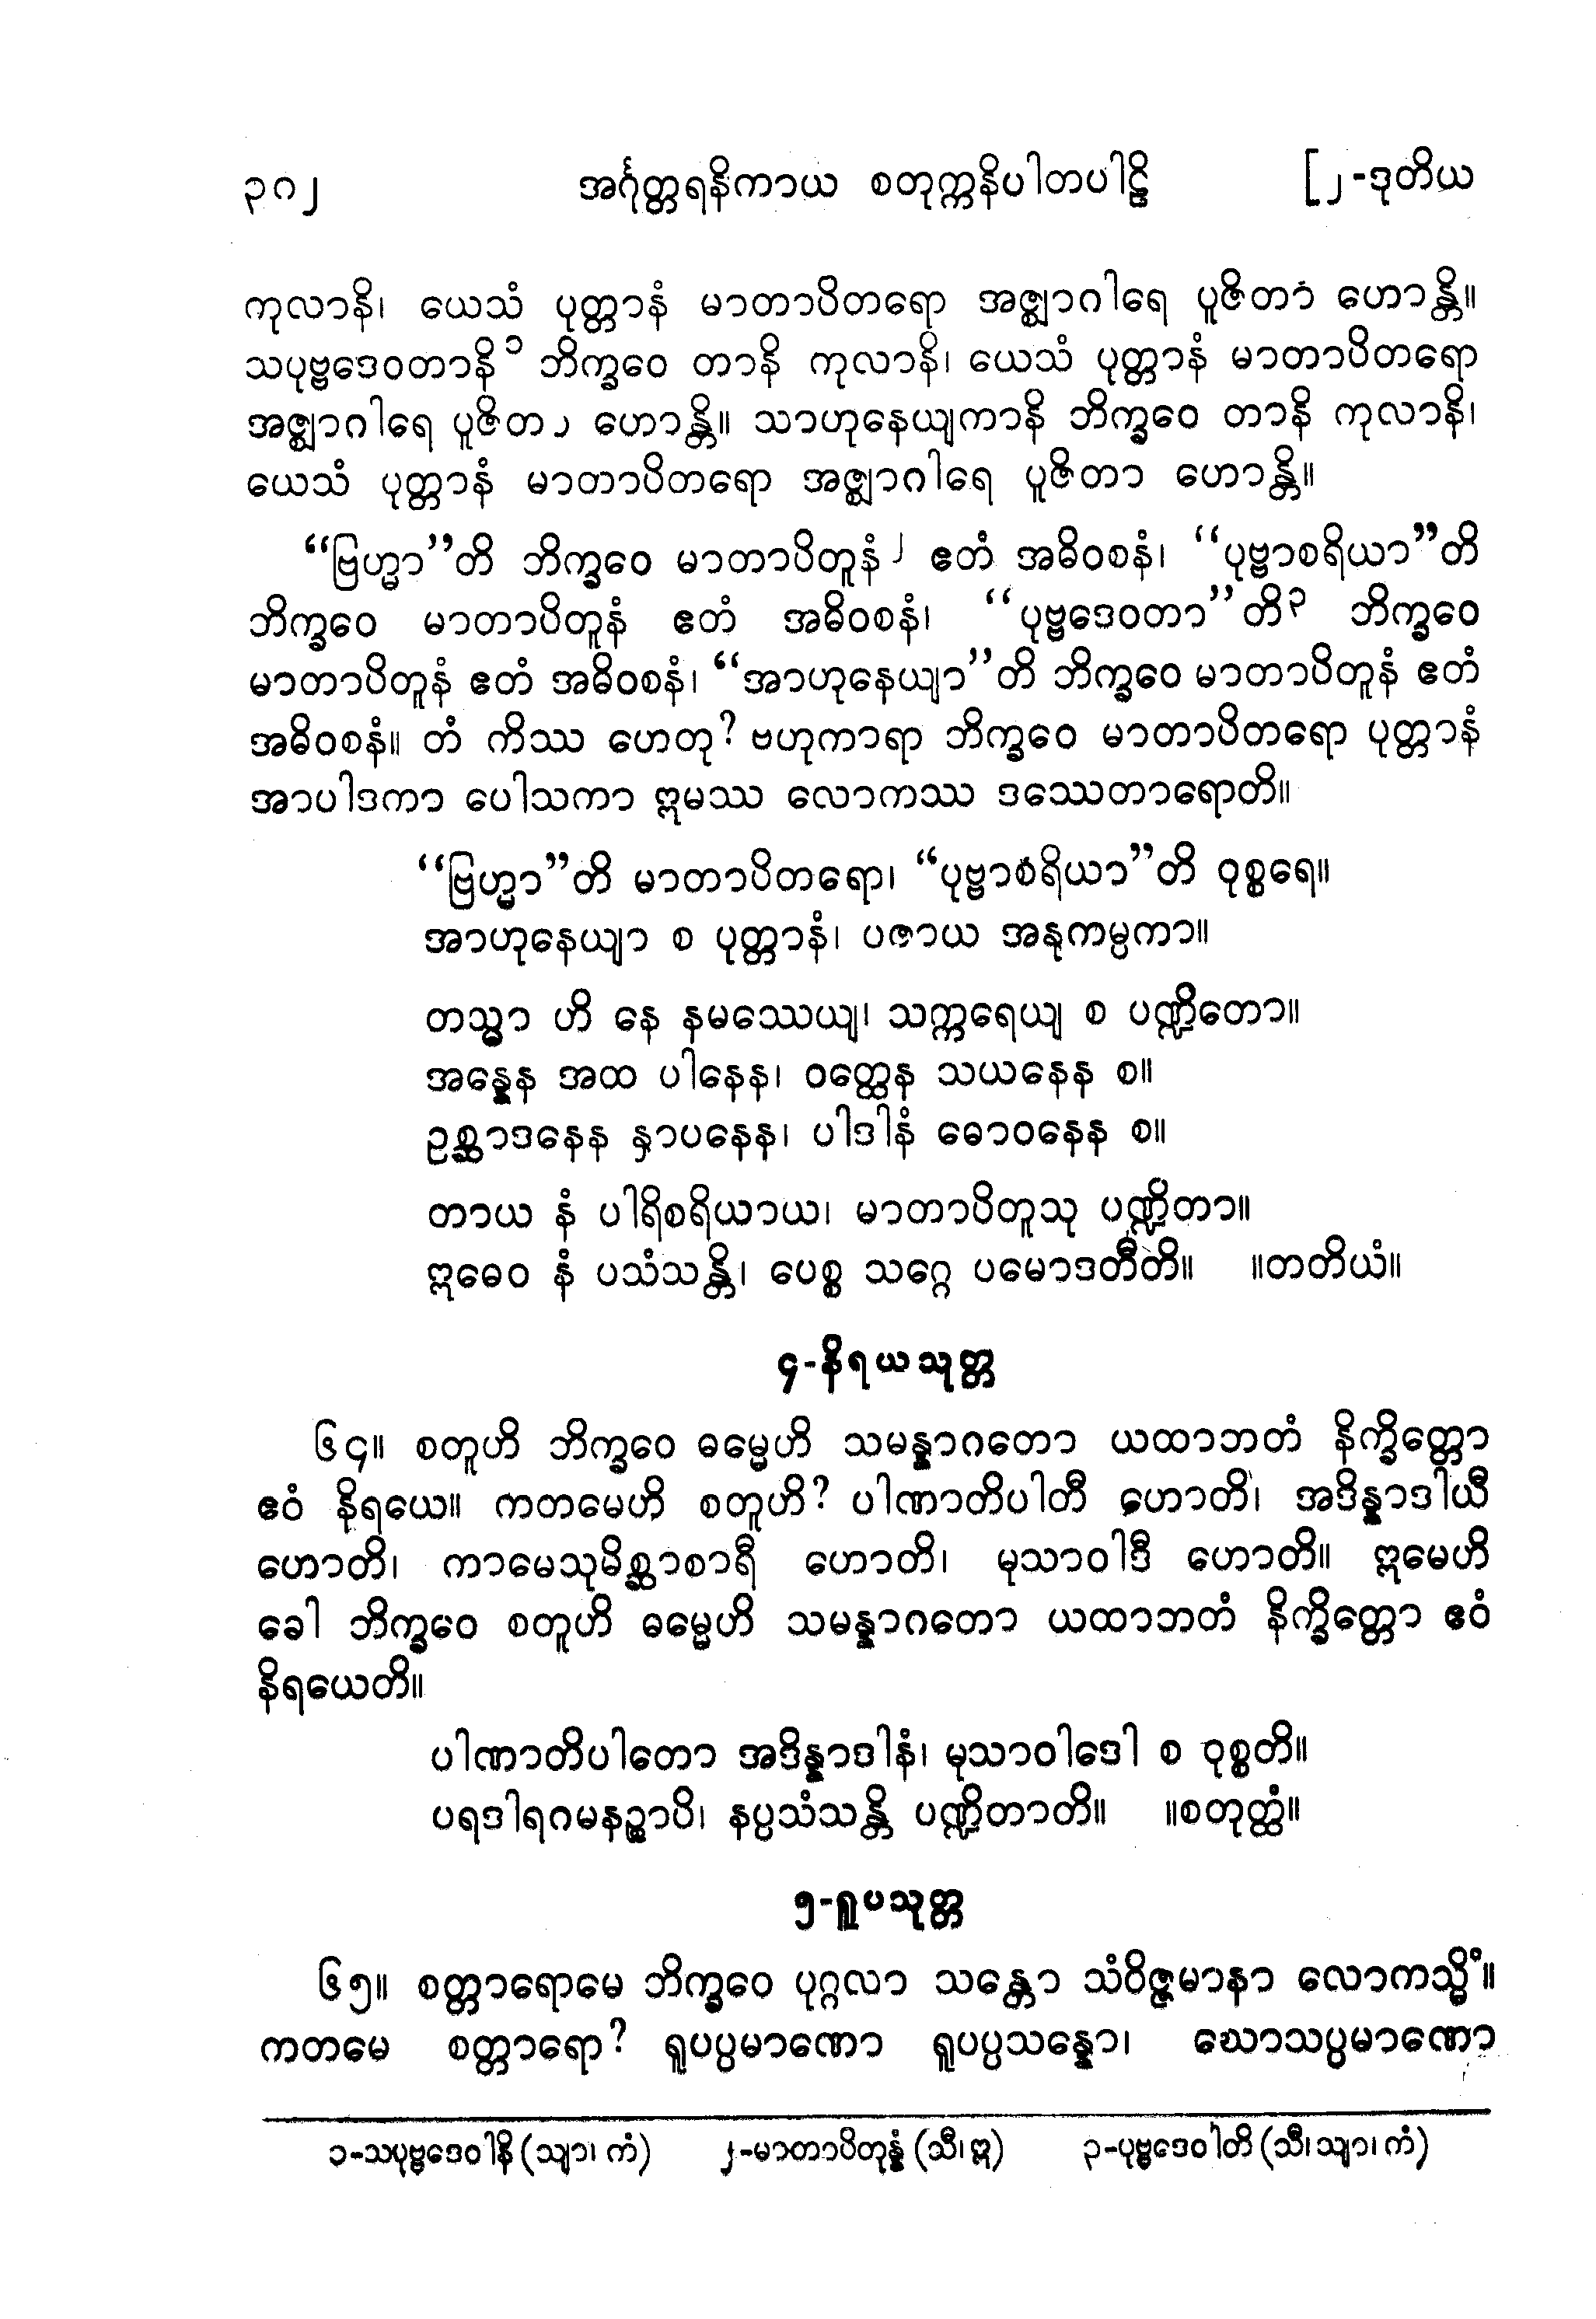 ၃၈၂ အင်္ဂုတ္တရနိကာယ စတုက္ကနိပါတပါဠိ [၂-ဒုတိယ
ကုလာနိ၊ ယေသံ ပုတ္တာနံ မာတာပိတရော အဇ္ဈာဂါရေ ပူဇိတာ ဟောန္တိ။
သပုဗ္ဗဒေဝတာနိ ၁ ဘိက္ခဝေ တာနိ ကုလာနိ၊ ယေသံ ပုတ္တာနံ မာတာပိတရော
အဇ္ဈာဂါရေ ပူဇိတာ ဟောန္တိ။ သာဟုနေယျကာနိ ဘိက္ခဝေ တာနိ ကုလာနိ၊
ယေသံ ပုတ္တာနံ မာတာပိတရော အဇ္ဈာဂါရေ ပူဇိတာ ဟောန္တိ။
“ဗြဟ္မာ”တိ ဘိက္ခဝေ မာတာပိတူနံ ၂ ဧတံ အဓိဝစနံ၊ “ပုဗ္ဗာစရိယာ”တိ
ဘိက္ခဝေ မာတာပိတူနံ ဧတံ အဓိဝစနံ၊ “ပုဗ္ဗဒေဝတာ”တိ ၃ ဘိက္ခဝေ
မာတာပိတူနံ ဧတံ အဓိဝစနံ၊ “အာဟုနေယျာ”တိ ဘိက္ခဝေ မာတာပိတူနံ ဧတံ
အဓိဝစနံ။ တံ ကိဿ ဟေတု? ဗဟုကာရာ ဘိက္ခဝေ မာတာပိတရော ပုတ္တာနံ
အာပါဒကာ ပေါသကာ ဣမဿ လောကဿ ဒဿေတာရောတိ။
“ဗြဟ္မာ”တိ မာတာပိတရော၊ “ပုဗ္ဗာစရိယာ”တိ ဝုစ္စရေ။
အာဟုနေယျာ စ ပုတ္တာနံ၊ ပဇာယ အနုကမ္ပကာ။
တသ္မာ ဟိ နေ နမဿေယျ၊ သက္ကရေယျ စ ပဏ္ဍိတော။
အန္နေန အထ ပါနေန၊ ဝတ္ထေန သယနေန စ။
ဥစ္ဆာဒနေန နှာပနေန၊ ပါဒါနံ ဓောဝနေန စ။
တာယ နံ ပါရိစရိယာယ၊ မာတာပိတူသု ပဏ္ဍိတာ။
ဣဓေဝ နံ ပသံသန္တိ၊ ပေစ္စ သဂ္ဂေ ပမောဒတီတိ။ ။တတိယံ။
၄-နိရယသုတ္တ
၆၄။ စတူဟိ ဘိက္ခဝေ ဓမ္မေဟိ သမန္နာဂတော ယထာဘတံ နိက္ခိတ္တော
ဧဝံ နိရယေ။ ကတမေဟိ စတူဟိ? ပါဏာတိပါတီ ဟောတိ၊ အဒိန္နာဒါယီ
ဟောတိ၊ ကာမေသုမိစ္ဆာစာရီ ဟောတိ၊ မုသာဝါဒီ ဟောတိ။ ဣမေဟိ
ခေါ ဘိက္ခဝေ စတူဟိ ဓမ္မေဟိ သမန္နာဂတော ယထာဘတံ နိက္ခိတ္တော ဧဝံ
နိရယေတိ။
ပါဏာတိပါတော အဒိန္နာဒါနံ၊ မုသာဝါဒေါ စ ဝုစ္စတိ။
ပရဒါရဂမနဉ္စာပိ၊ နပ္ပသံသန္တိ ပဏ္ဍိတာတိ။ ။စတုတ္ထံ။
၅-ရူပသုတ္တ
၆၅။ စတ္တာရောမေ ဘိက္ခဝေ ပုဂ္ဂလာ သန္တော သံဝိဇ္ဇမာနာ လောကသ္မိံ။
ကတမေ စတ္တာရော? ရူပပ္ပမာဏော ရူပပ္ပသန္နော၊ ဃောသပ္ပမာဏော
၁-သပုဗ္ဗဒေဝါနိ (သျာ၊ ကံ) ၂-မာတာပိတုန္နံ (သီ၊ ဣ) ၃-ပုဗ္ဗဒေဝါတိ (သီ၊ သျာ၊ ကံ)